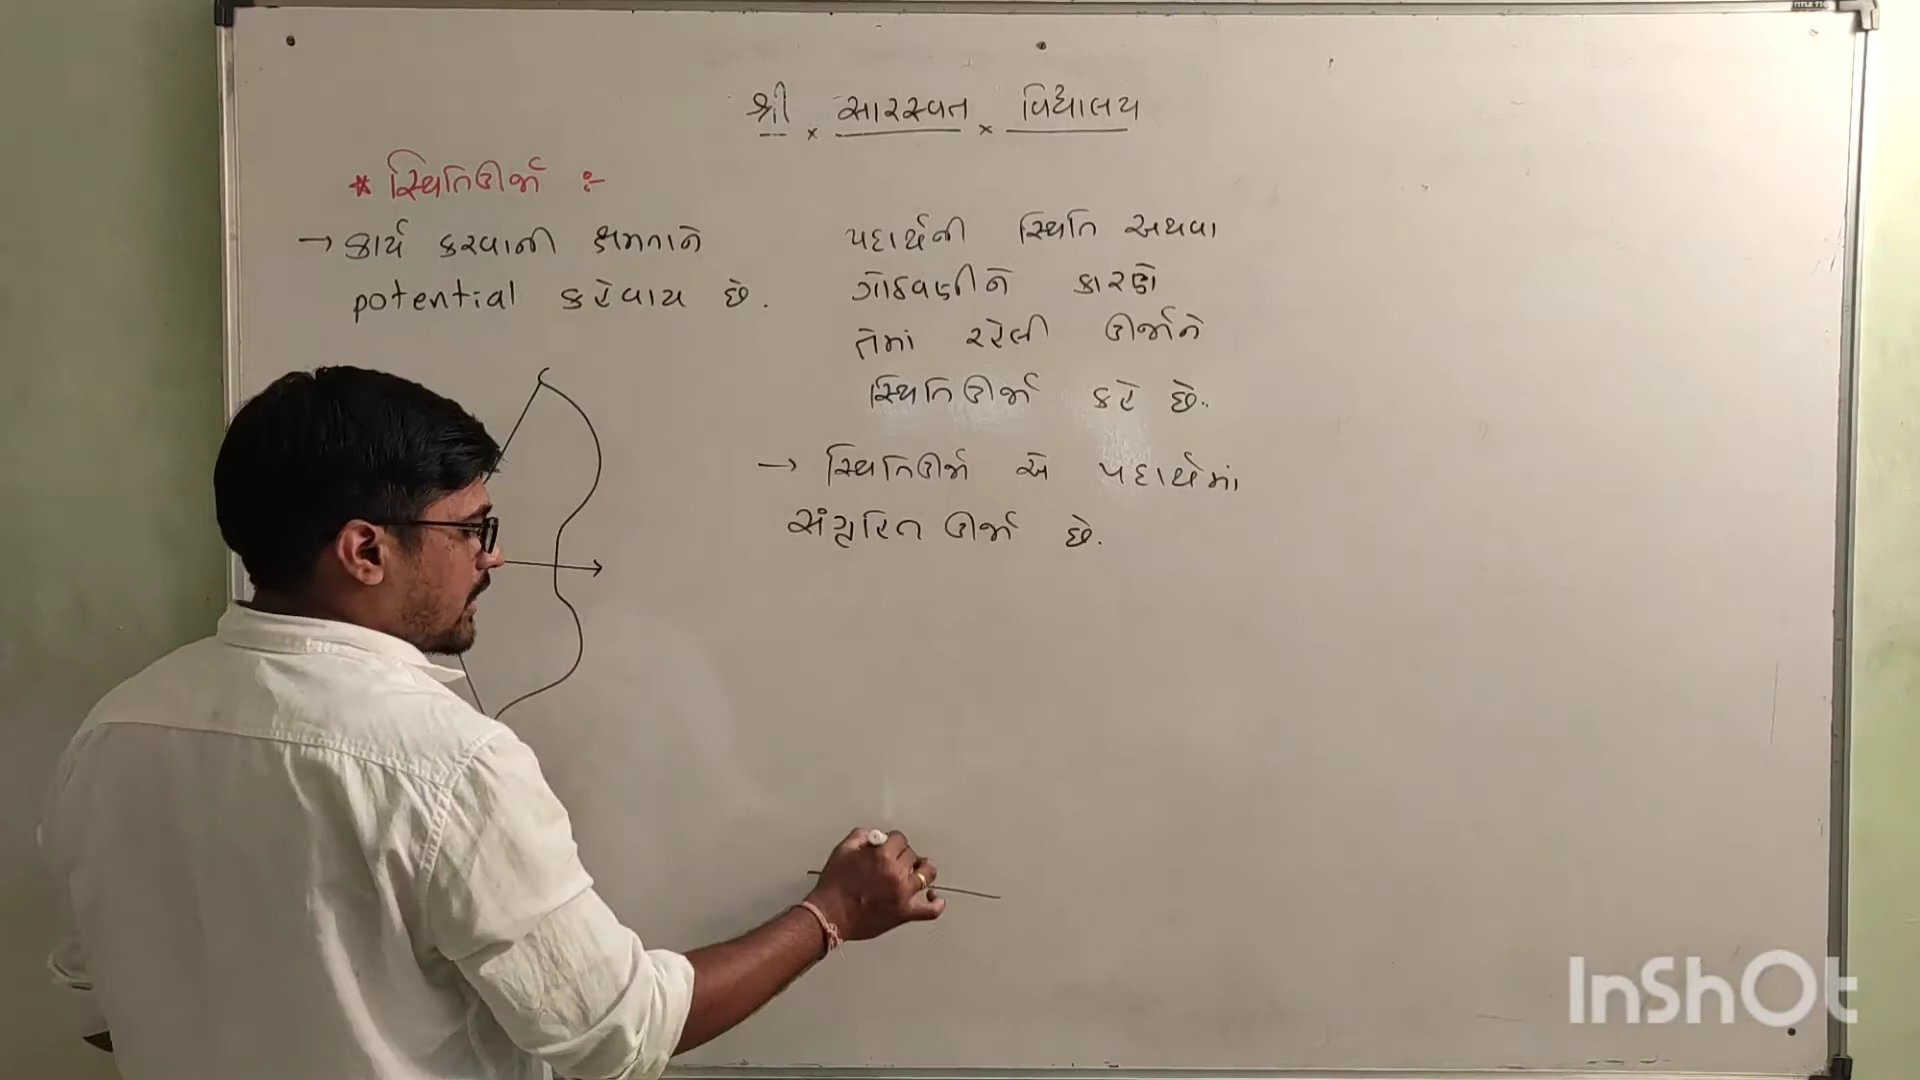 શ્રી × સારસ્વત × વિદ્યાલય
* સ્થિતિઊર્જા :-
→ કાર્ય કરવાની ક્ષમતાને
potential કહેવાય છે.
પદાર્થની સ્થિતિ અથવા
ગોઠવણીને કારણે
તેમાં રહેલી ઊર્જાને
સ્થિતિઊર્જા કહે છે.
→ સ્થિતિઊર્જા એ પદાર્થમાં
સંગ્રહિત ઊર્જા છે.
InShOt